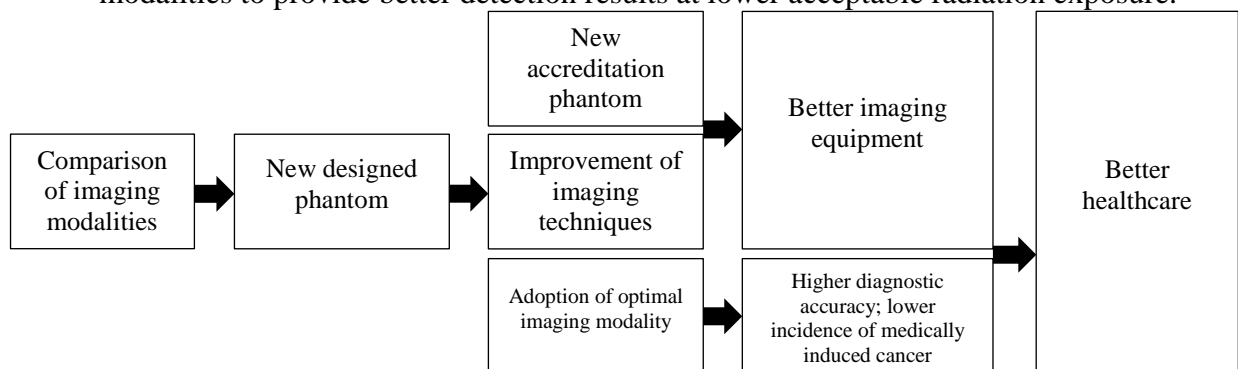 modalities to provide better detection results at lower acceptable radiation exposure.
Comparison
of imaging
modalities
New designed
phantom
New
accreditation
phantom
Improvement of
imaging
techniques
Adoption of optimal
imaging modality
Better imaging
equipment
Higher diagnostic
accuracy; lower
incidence of medically
induced cancer
Better
healthcare